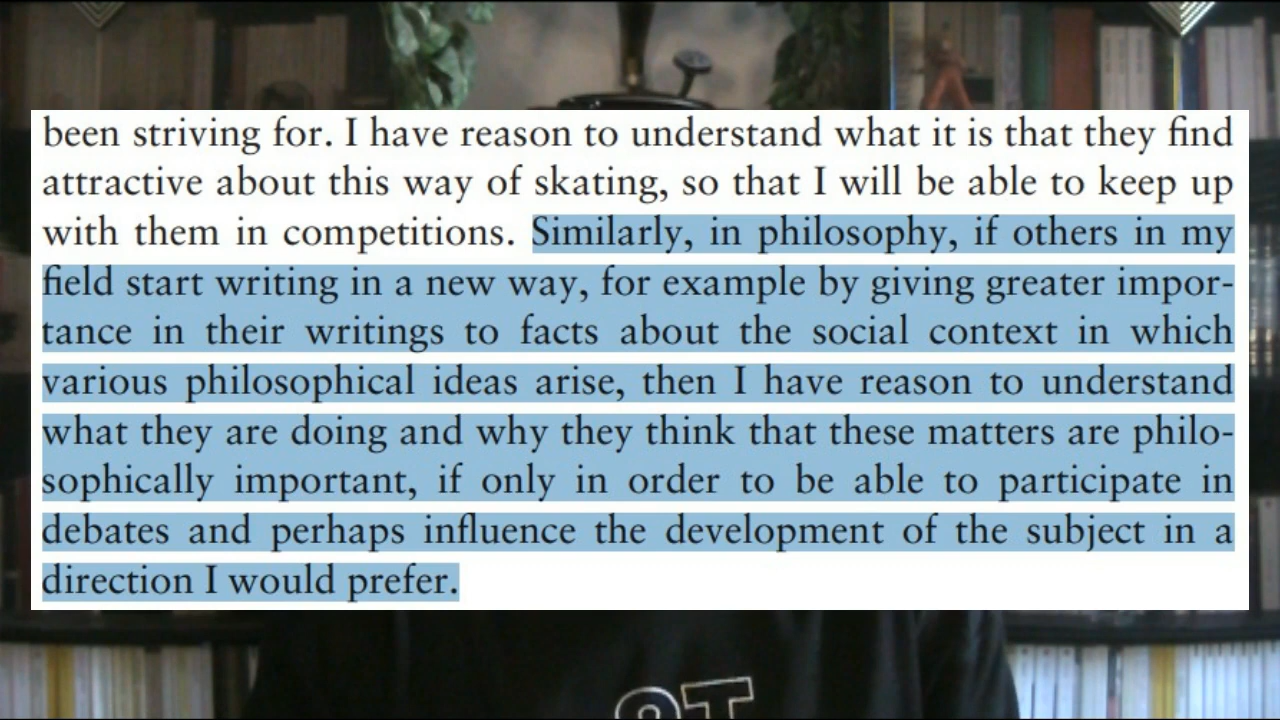 been striving for. I have reason to understand what it is that they find
attractive about this way of skating, so that I will be able to keep up
with them in competitions. Similarly, in philosophy, if others in my
field start writing in a new way, for example by giving greater impor-
tance in their writings to facts about the social context in which
various philosophical ideas arise, then I have reason to understand
what they are doing and why they think that these matters are philo-
sophically important, if only in order to be able to participate in
debates and perhaps influence the development of the subject in a
direction I would prefer.